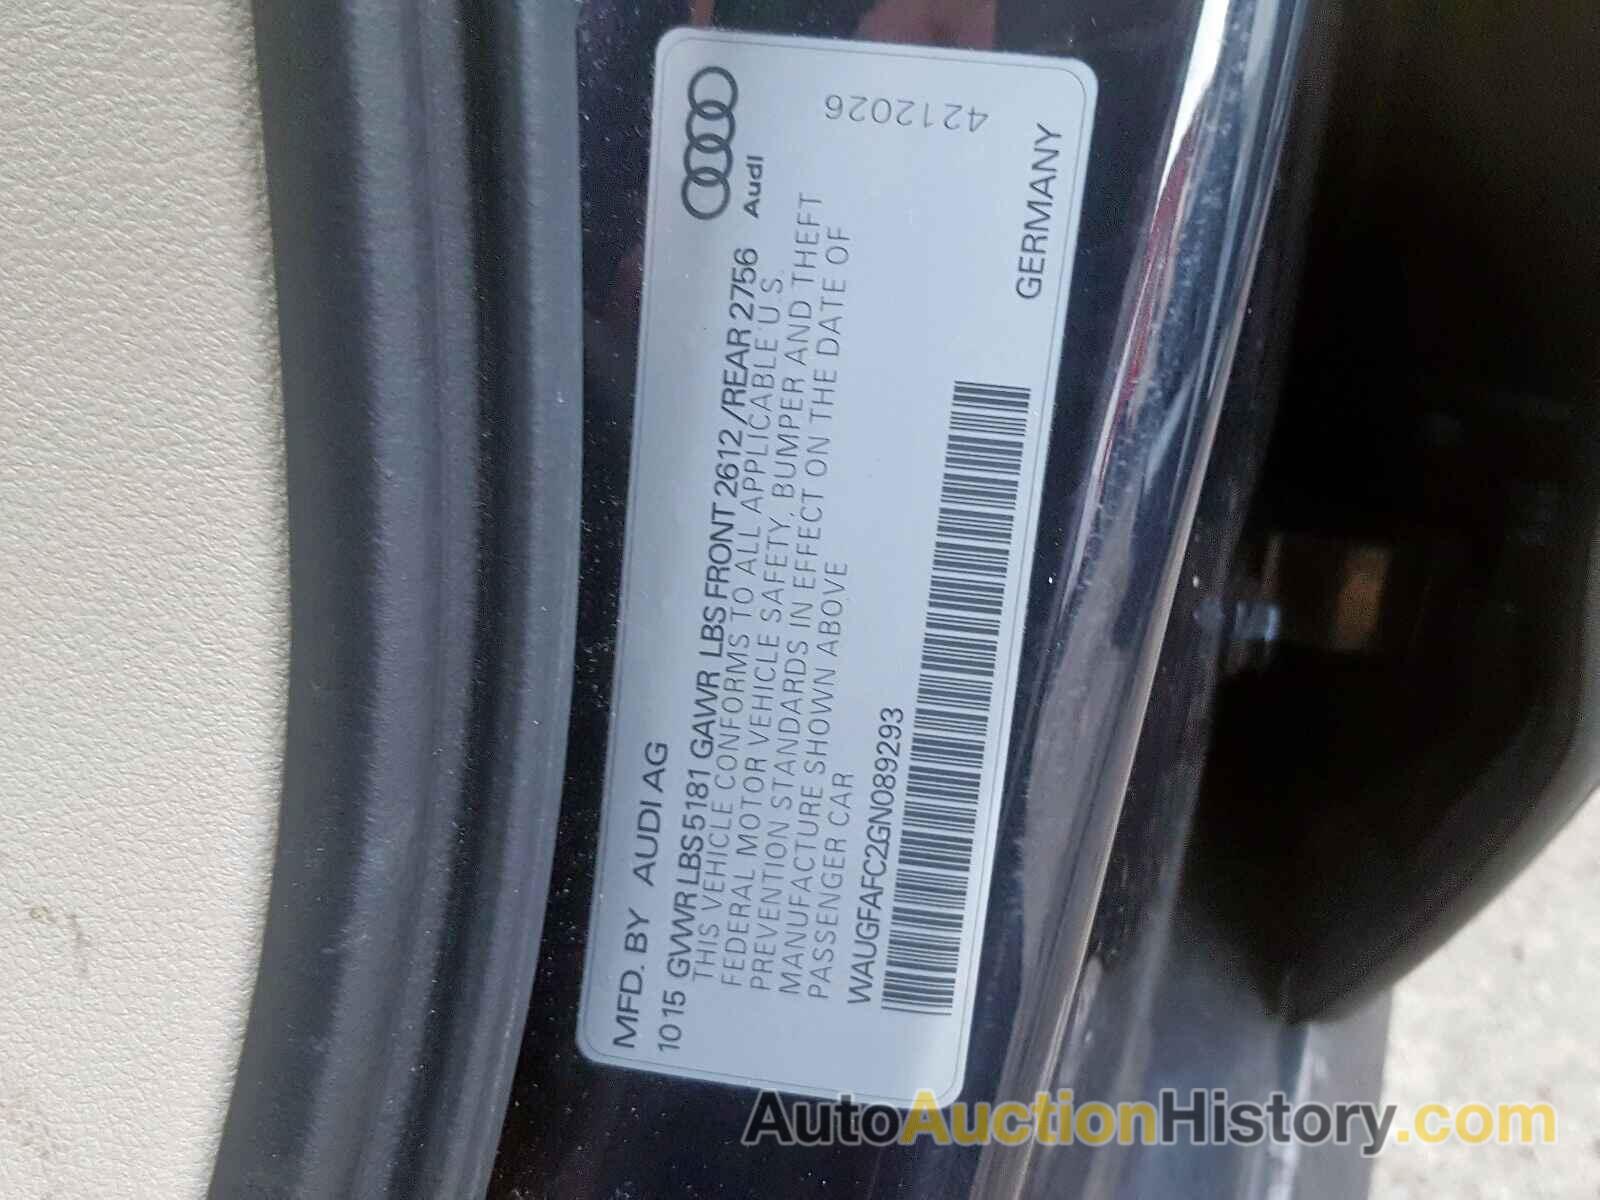 MFD. BY AUDI AG
1015 GVWR LBS 5181 GAWR LBS FRONT 2612/REAR 2756
THIS VEHICLE CONFORMS TO ALL APPLICABLE U.S.
FEDERAL MOTOR VEHICLE SAFETY, BUMPER AND THEFT
PREVENTION STANDARDS IN EFFECT ON THE DATE OF
MANUFACTURE SHOWN ABOVE
PASSENGER CAR
WAUGFAFC2GN089293
Audi
4212026
GERMANY
AutoAuctionHistory.com